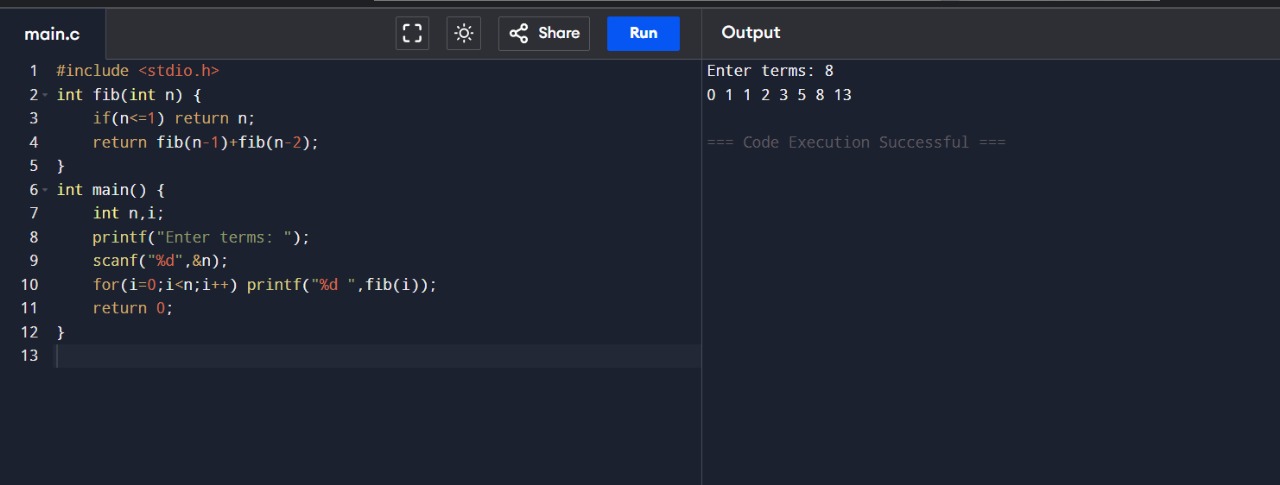 main.c
Share
Run
Output
1 #include <stdio.h>
2 int fib(int n) {
3     if(n<=1) return n;
4     return fib(n-1)+fib(n-2);
5 }
6 int main() {
7     int n,i;
8     printf("Enter terms: ");
9     scanf("%d",&n);
10     for(i=0;i<n;i++) printf("%d ",fib(i));
11     return 0;
12 }
13
Enter terms: 8
0 1 1 2 3 5 8 13
=== Code Execution Successful ===